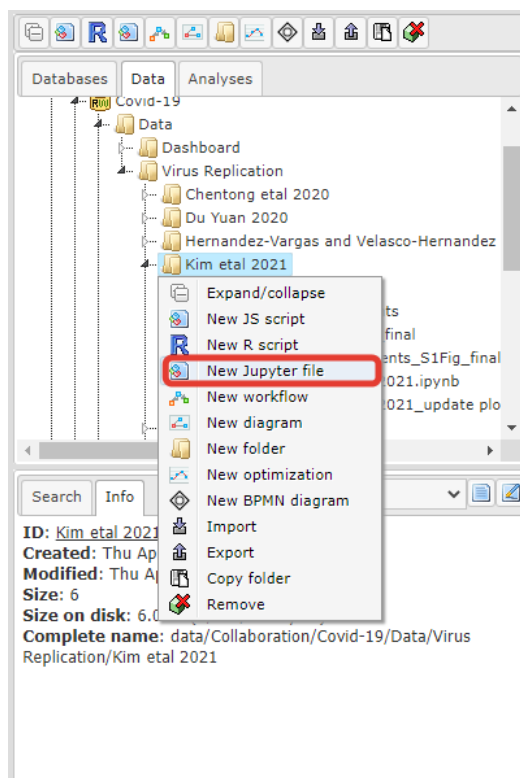 Databases Data Analyses
Covid-19
Data
Dashboard
Virus Replication
Chentong etal 2020
Du Yuan 2020
Hernandez-Vargas and Velasco-Hernandez
Kim etal 2021
Expand/collapse
New JS script
ts
New R script
final
New Jupyter file
ents_S1Fig_final
New workflow
2021.ipynb
New diagram
021_update plo
New folder
New optimization
New BPMN diagram
Import
Export
Copy folder
Remove
Search Info
ID: Kim etal 2021
Created: Thu Ap
Modified: Thu A
Size: 6
Size on disk: 6.0
Complete name: data/Collaboration/Covid-19/Data/Virus
Replication/Kim etal 2021